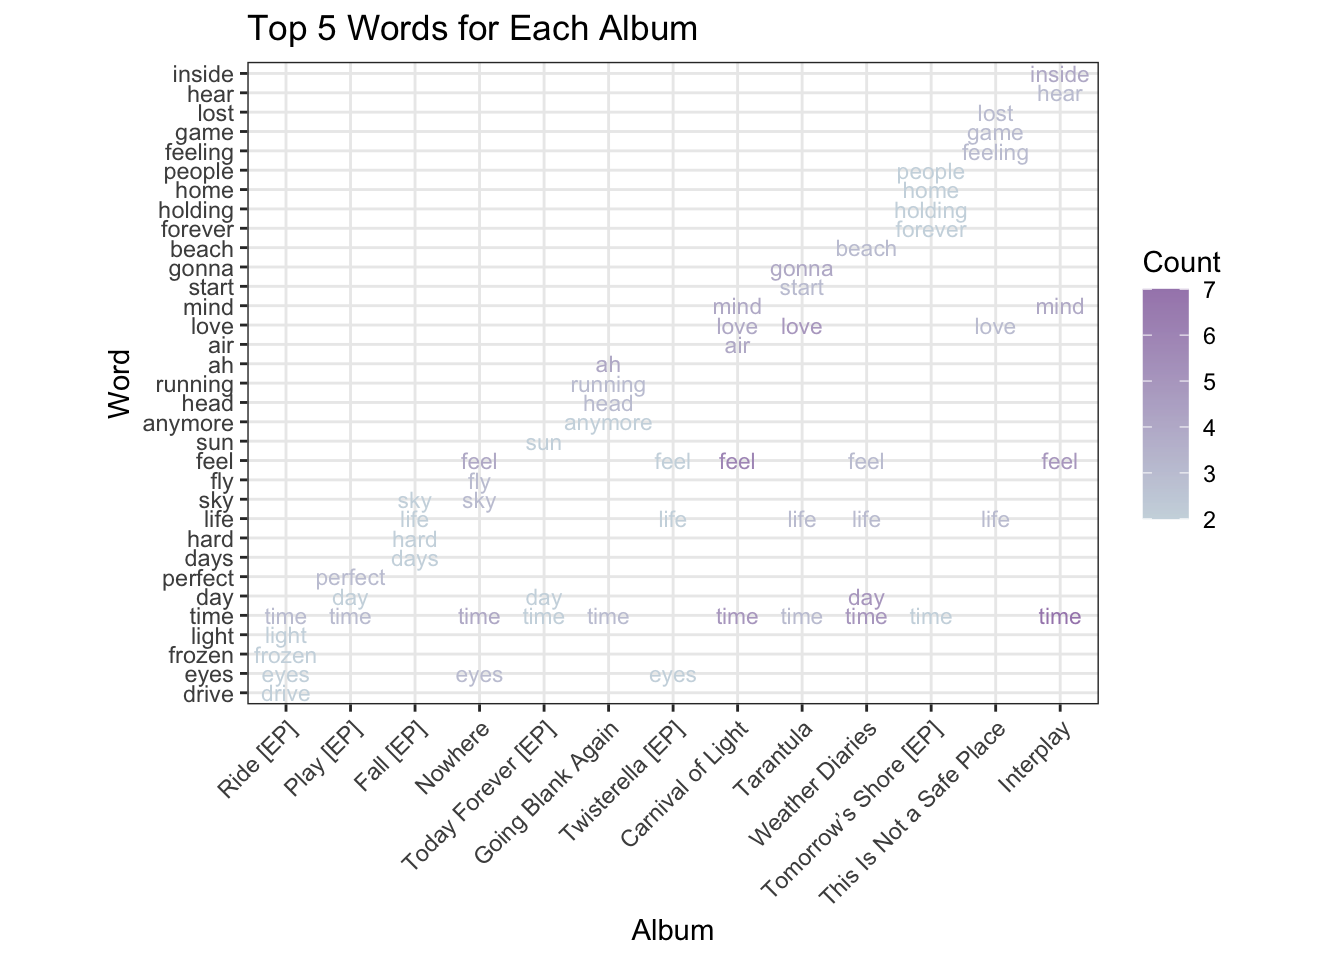 Top 5 Words for Each Album
inside inside
hear hear
lost lost
game game
feeling feeling
people people
home home
holding holding
forever forever
beach beach
gonna gonna
start start
mind mind mind
love love love love
air air
ah ah
running running
head head
anymore anymore
sun sun
feel feel feel feel feel feel
fly fly
sky sky sky
life life life life life life
hard hard
days days
perfect perfect
day day day day
time time time time time time time time time time time
light light
frozen frozen
eyes eyes eyes eyes
drive drive
Word
Ride [EP]
Play [EP]
Fall [EP]
Nowhere
Today Forever [EP]
Going Blank Again
Twisterella [EP]
Carnival of Light
Tarantula
Weather Diaries
Tomorrow's Shore [EP]
This Is Not a Safe Place
Interplay
Album
Count
7
6
5
4
3
2